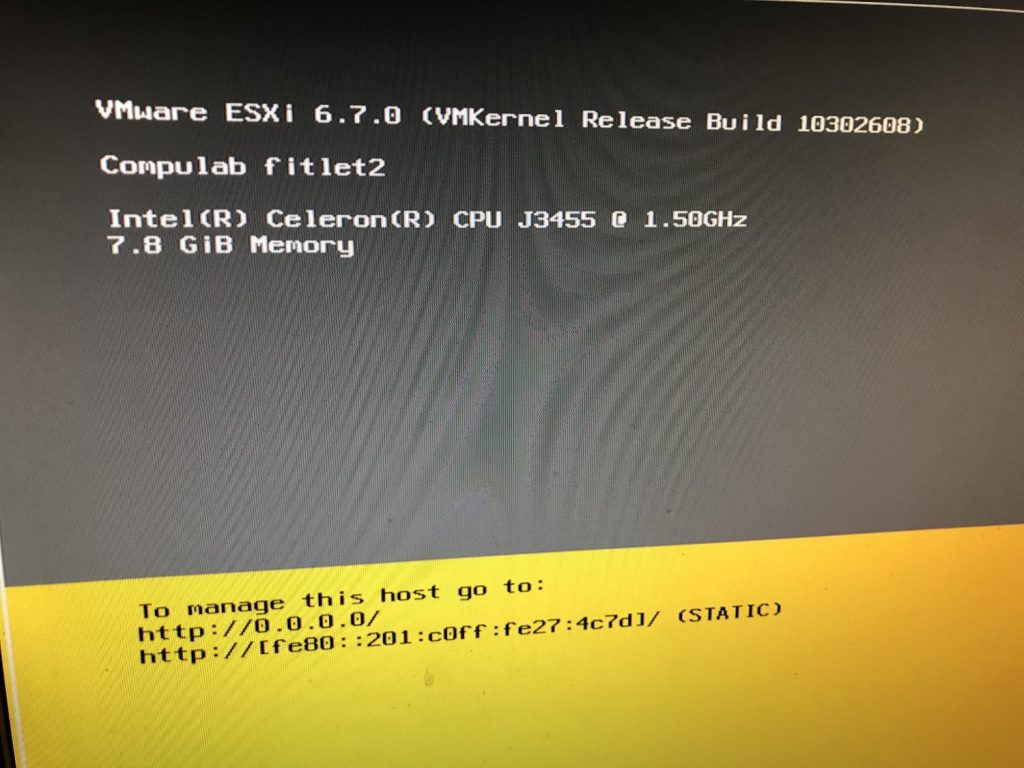 VMware ESXi 6.7.0 (VMKernel Release Build 10302608)
Compulab fitlet2
Intel(R) Celeron(R) CPU J3455 @ 1.50GHz
7.8 GiB Memory
To manage this host go to:
http://0.0.0.0/
http://[fe80::201:c0ff:fe27:4c7d]/ (STATIC)